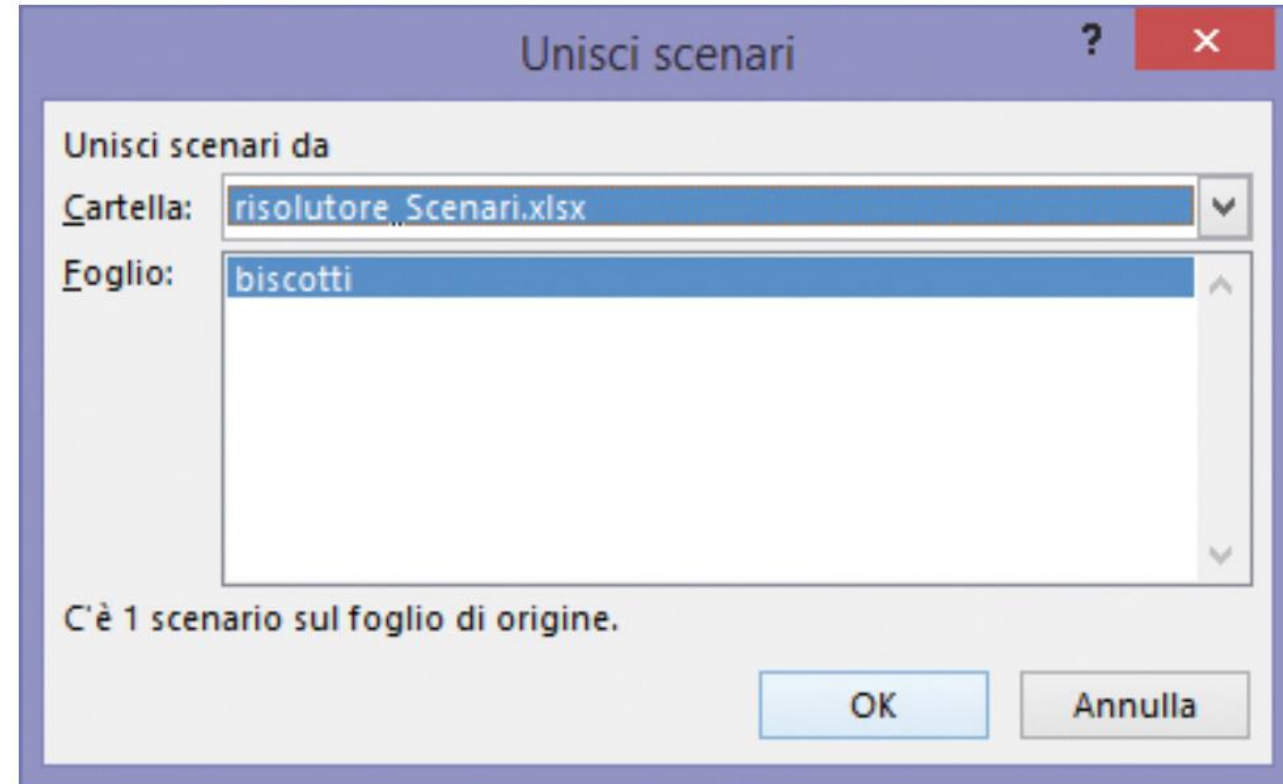 Unisci scenari ?
Unisci scenari da
Cartella: risolutore_Scenari.xlsx
Foglio: biscotti
C'è 1 scenario sul foglio di origine.
OK Annulla